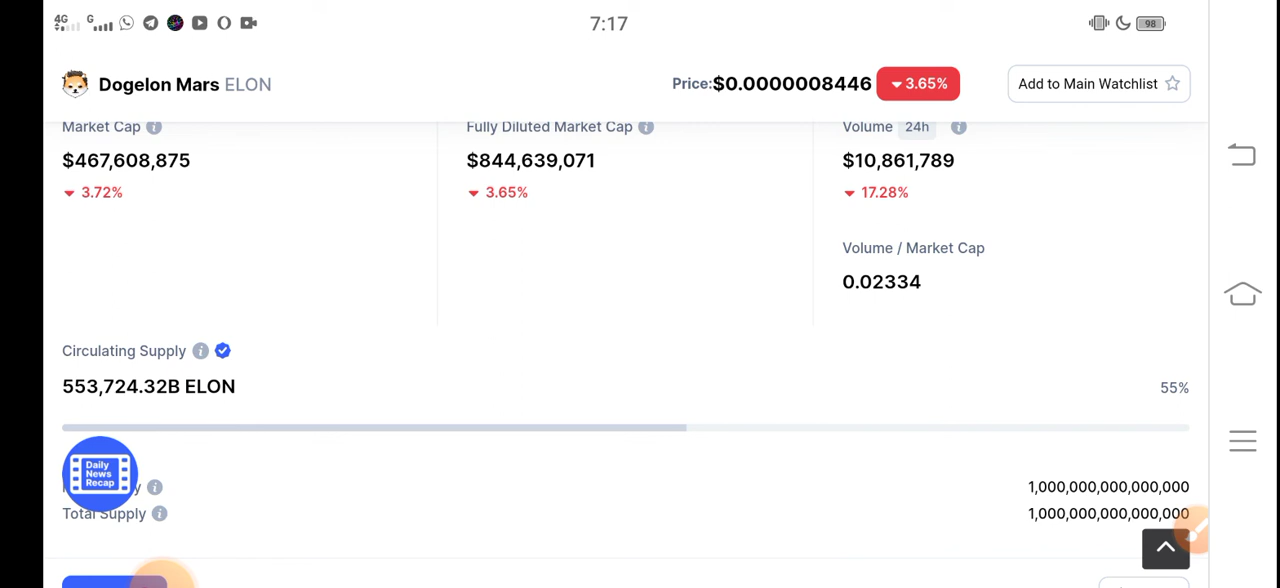 4G G 7:17 98
Dogelon Mars ELON Price:$0.0000008446 3.65% Add to Main Watchlist
Market Cap Fully Diluted Market Cap Volume 24h
$467,608,875 $844,639,071 $10,861,789
3.72% 3.65% 17.28%
Volume / Market Cap
0.02334
Circulating Supply
553,724.32B ELON 55%
Daily
News
Recap
1,000,000,000,000,000
Total Supply 1,000,000,000,000,000